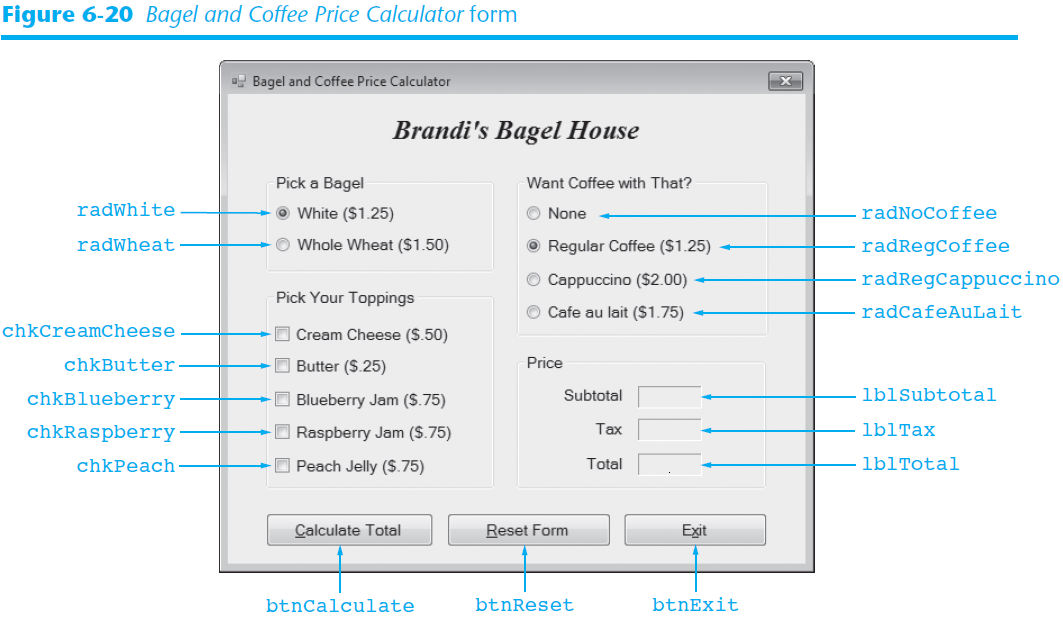 Figure 6-20 Bagel and Coffee Price Calculator form
Bagel and Coffee Price Calculator
Brandi's Bagel House
Pick a Bagel
radWhite White ($1.25)
radWheat Whole Wheat ($1.50)
Pick Your Toppings
chkCreamCheese Cream Cheese ($.50)
chkButter Butter ($.25)
chkBlueberry Blueberry Jam ($.75)
chkRaspberry Raspberry Jam ($.75)
chkPeach Peach Jelly ($.75)
Want Coffee with That?
None radNoCoffee
Regular Coffee ($1.25) radRegCoffee
Cappuccino ($2.00) radRegCappuccino
Cafe au lait ($1.75) radCafeAuLait
Price
Subtotal lblSubtotal
Tax lblTax
Total lblTotal
Calculate Total Reset Form Exit
btnCalculate btnReset btnExit